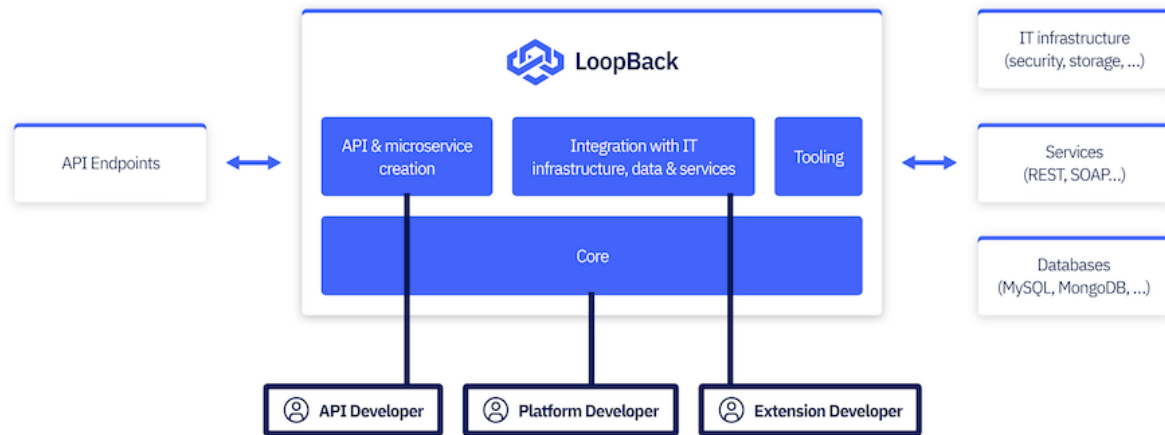 LoopBack
IT infrastructure
(security, storage, ...)
API Endpoints
API & microservice
creation
Integration with IT
infrastructure, data & services
Tooling
Services
(REST, SOAP...)
Core
Databases
(MySQL, MongoDB, ...)
API Developer
Platform Developer
Extension Developer